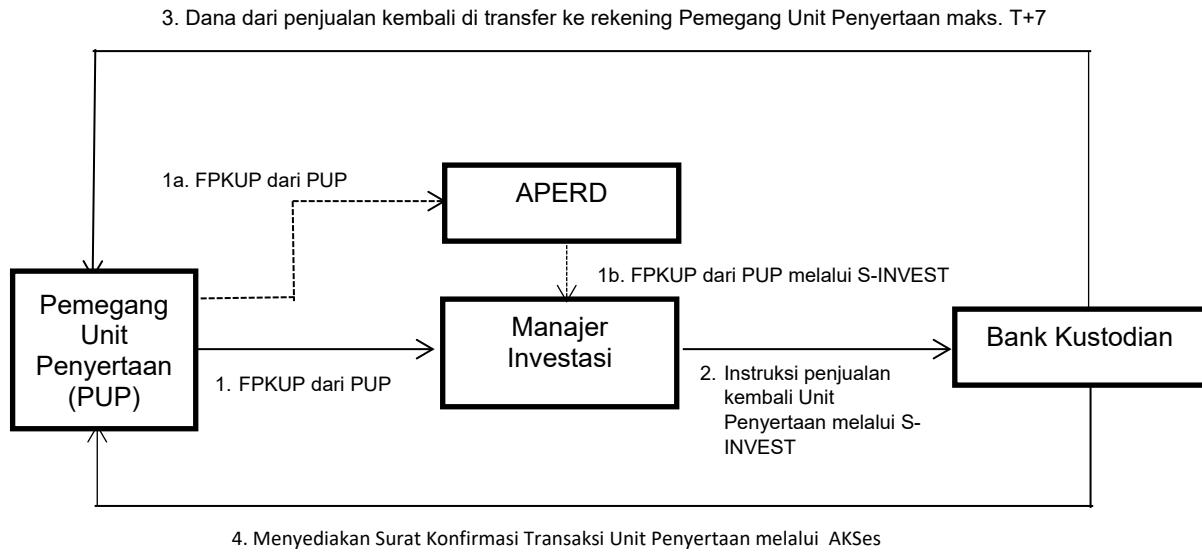 3. Dana dari penjualan kembali di transfer ke rekening Pemegang Unit Penyertaan maks. T+7
1a. FPKUP dari PUP
APERD
1b. FPKUP dari PUP melalui S-INVEST
Pemegang
Unit
Penyertaan
(PUP)
Manajer
Investasi
Bank Kustodian
1. FPKUP dari PUP
2. Instruksi penjualan
kembali Unit
Penyertaan melalui S-
INVEST
4. Menyediakan Surat Konfirmasi Transaksi Unit Penyertaan melalui AKSes